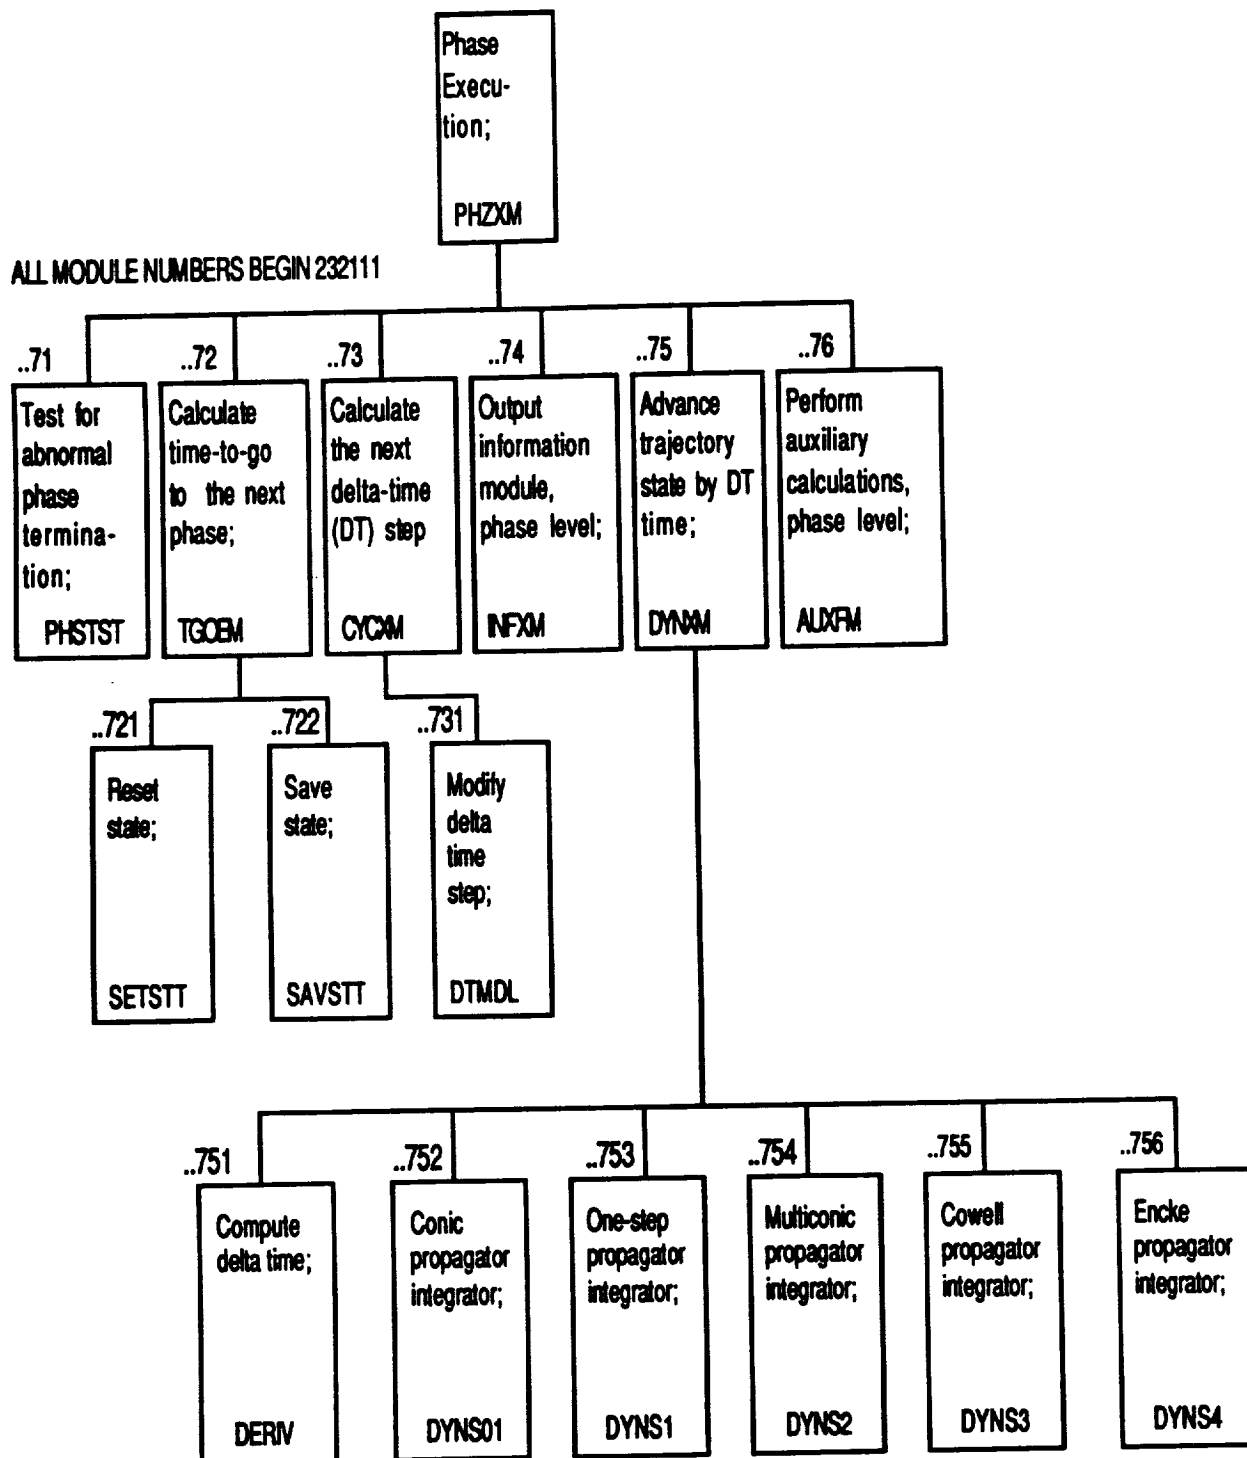 Phase
Execu-
tion;
PHZXM
ALL MODULE NUMBERS BEGIN 232111
..71
Test for
abnormal
phase
termina-
tion;
PHSTST
..72
Calculate
time-to-go
to the next
phase;
TGOEM
..73
Calculate
the next
delta-time
(DT) step
CYCXM
..74
Output
information
module,
phase level;
INFXM
..75
Advance
trajectory
state by DT
time;
DYNXM
..76
Perform
auxiliary
calculations,
phase level;
AUXFM
..721
Reset
state;
SETSTT
..722
Save
state;
SAVSTT
..731
Modify
delta
time
step;
DTMDL
..751
Compute
delta time;
DERIV
..752
Conic
propagator
integrator;
DYNS01
..753
One-step
propagator
integrator;
DYNS1
..754
Multiconic
propagator
integrator;
DYNS2
..755
Cowell
propagator
integrator;
DYNS3
..756
Encke
propagator
integrator;
DYNS4